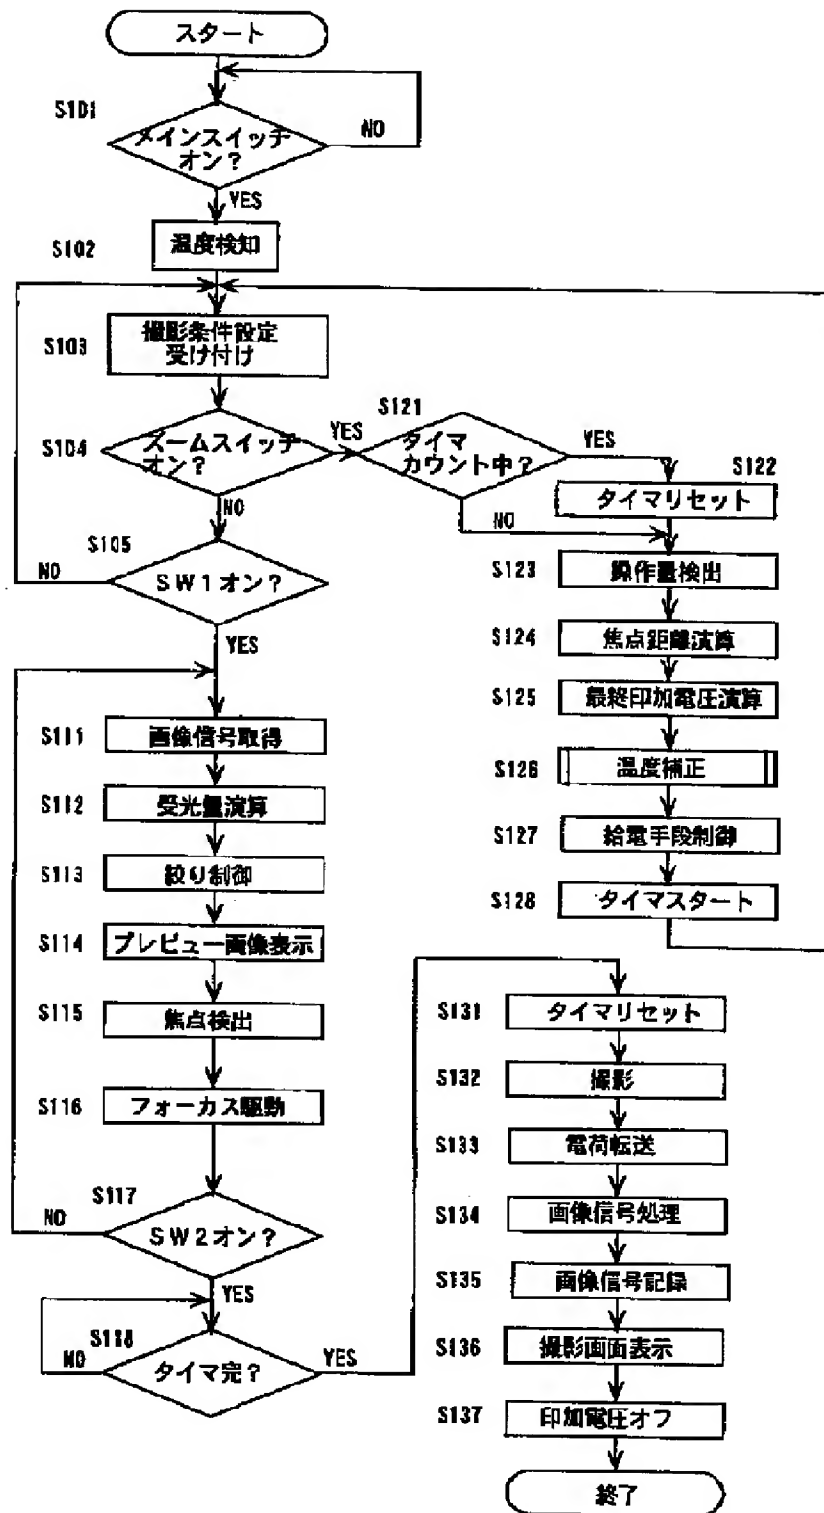 スタート
S101
メインスイッチ
オン？
NO
YES
S102
温度検知
S103
撮影条件設定
受け付け
S104
ズームスイッチ
オン？
YES
NO
S105
SW1オン？
NO
YES
S111
画像信号取得
S112
受光量演算
S113
絞り制御
S114
プレビュー画像表示
S115
焦点検出
S116
フォーカス駆動
S117
SW2オン？
NO
YES
S118
タイマ完？
NO
YES
S121
タイマ
カウント中？
YES
NO
S122
タイマリセット
S123
操作量検出
S124
焦点距離演算
S125
最終印加電圧演算
S126
温度補正
S127
給電手段制御
S128
タイマスタート
S131
タイマリセット
S132
撮影
S133
電荷転送
S134
画像信号処理
S135
画像信号記録
S136
撮影画面表示
S137
印加電圧オフ
終了